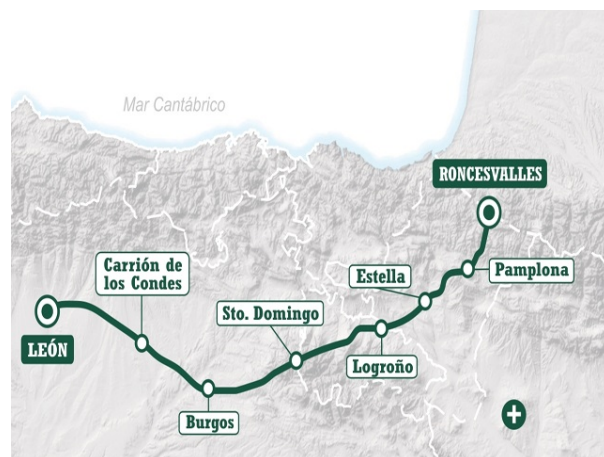 Mar Cantábrico
RONCESVALLES
Carrión de
los Condes
Estella
Pamplona
Sto. Domingo
LEÓN
Logroño
Burgos
+